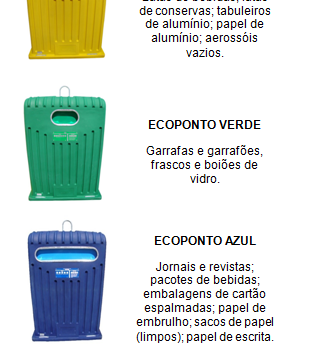 de conservas; tabuleiros
de alumínio; papel de
alumínio; aerossóis
vazios.
ECOPONTO VERDE
Garrafas e garrafões,
frascos e boiões de
vidro.
ECOPONTO AZUL
Jornais e revistas;
pacotes de bebidas;
embalagens de cartão
espalmadas; papel de
embrulho; sacos de papel
(limpos); papel de escrita.